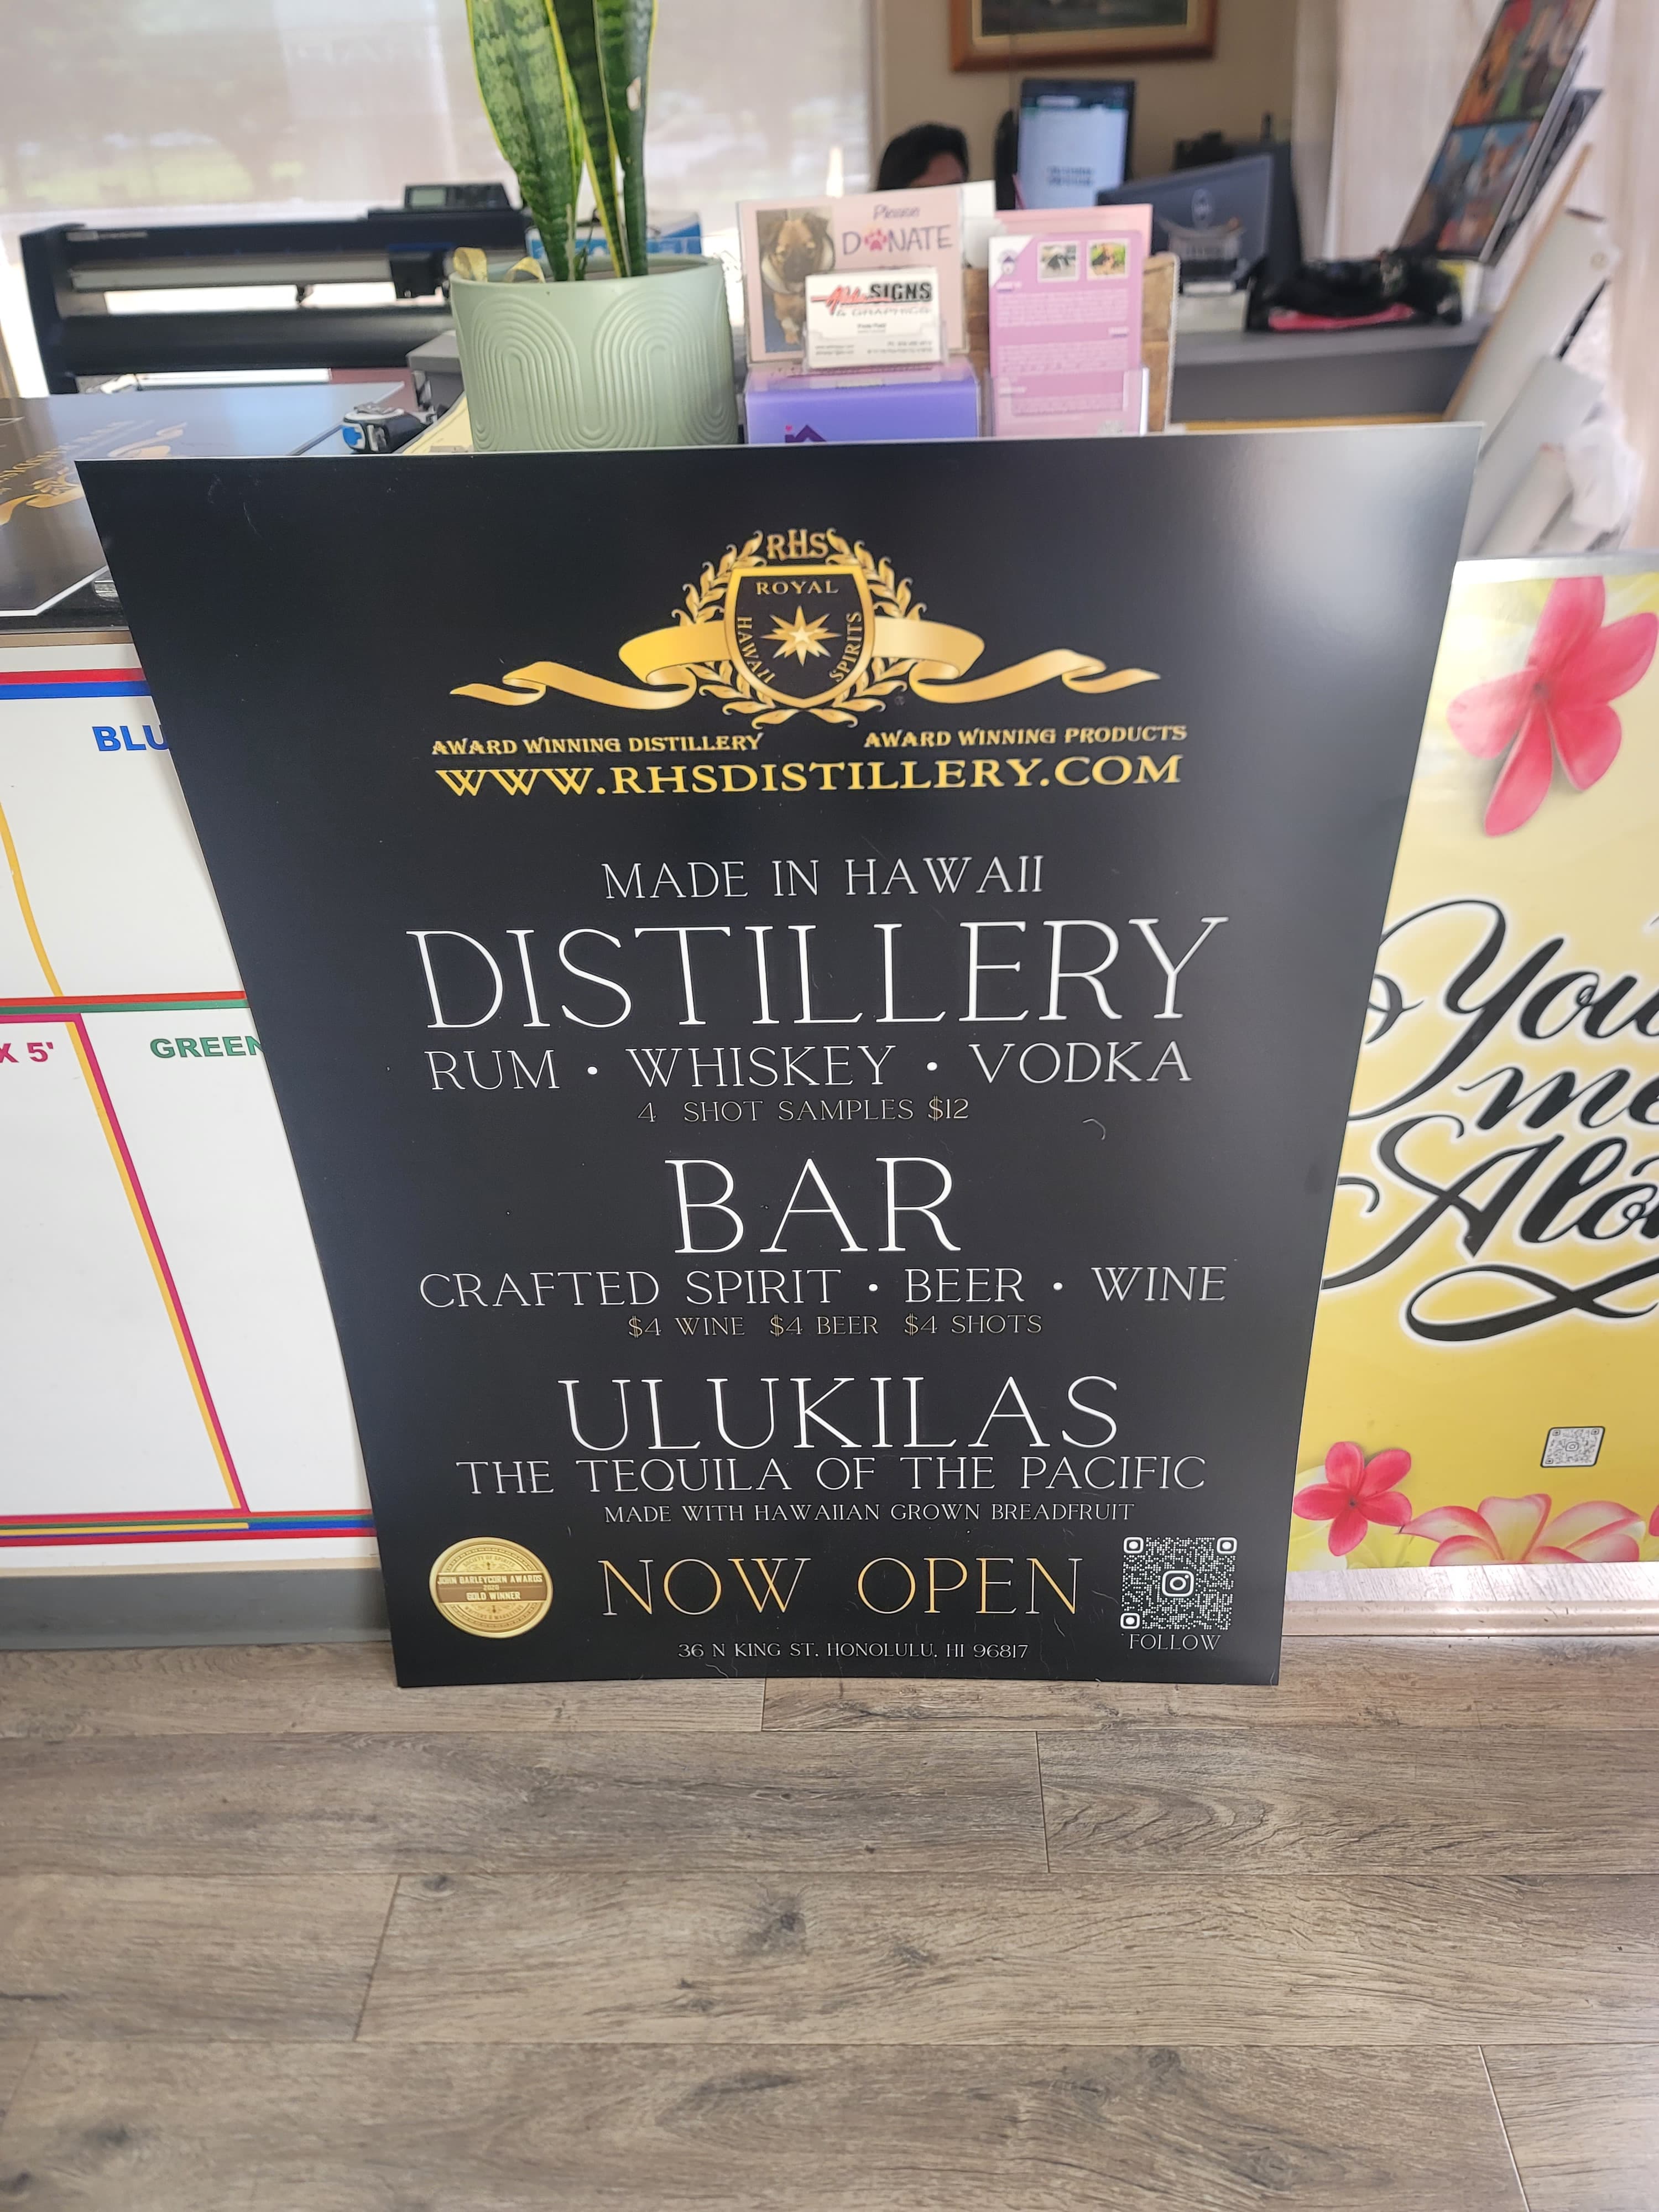 Please
DONATE
SIGNS
& GRAPHICS
RHS
ROYAL
HAWAII
SPIRITS
AWARD WINNING DISTILLERY
AWARD WINNING PRODUCTS
WWW.RHSDISTILLERY.COM
MADE IN HAWAII
DISTILLERY
RUM • WHISKEY • VODKA
4 SHOT SAMPLES $12
BAR
CRAFTED SPIRIT • BEER • WINE
$4 WINE $4 BEER $4 SHOTS
ULUKILAS
THE TEQUILA OF THE PACIFIC
MADE WITH HAWAIIAN GROWN BREADFRUIT
JOHN BARLEYCORN AWARDS
2020
GOLD WINNER
NOW OPEN
FOLLOW
36 N KING ST, HONOLULU, HI 96817
BLU
X 5'
GREEN
You'
me
Alo